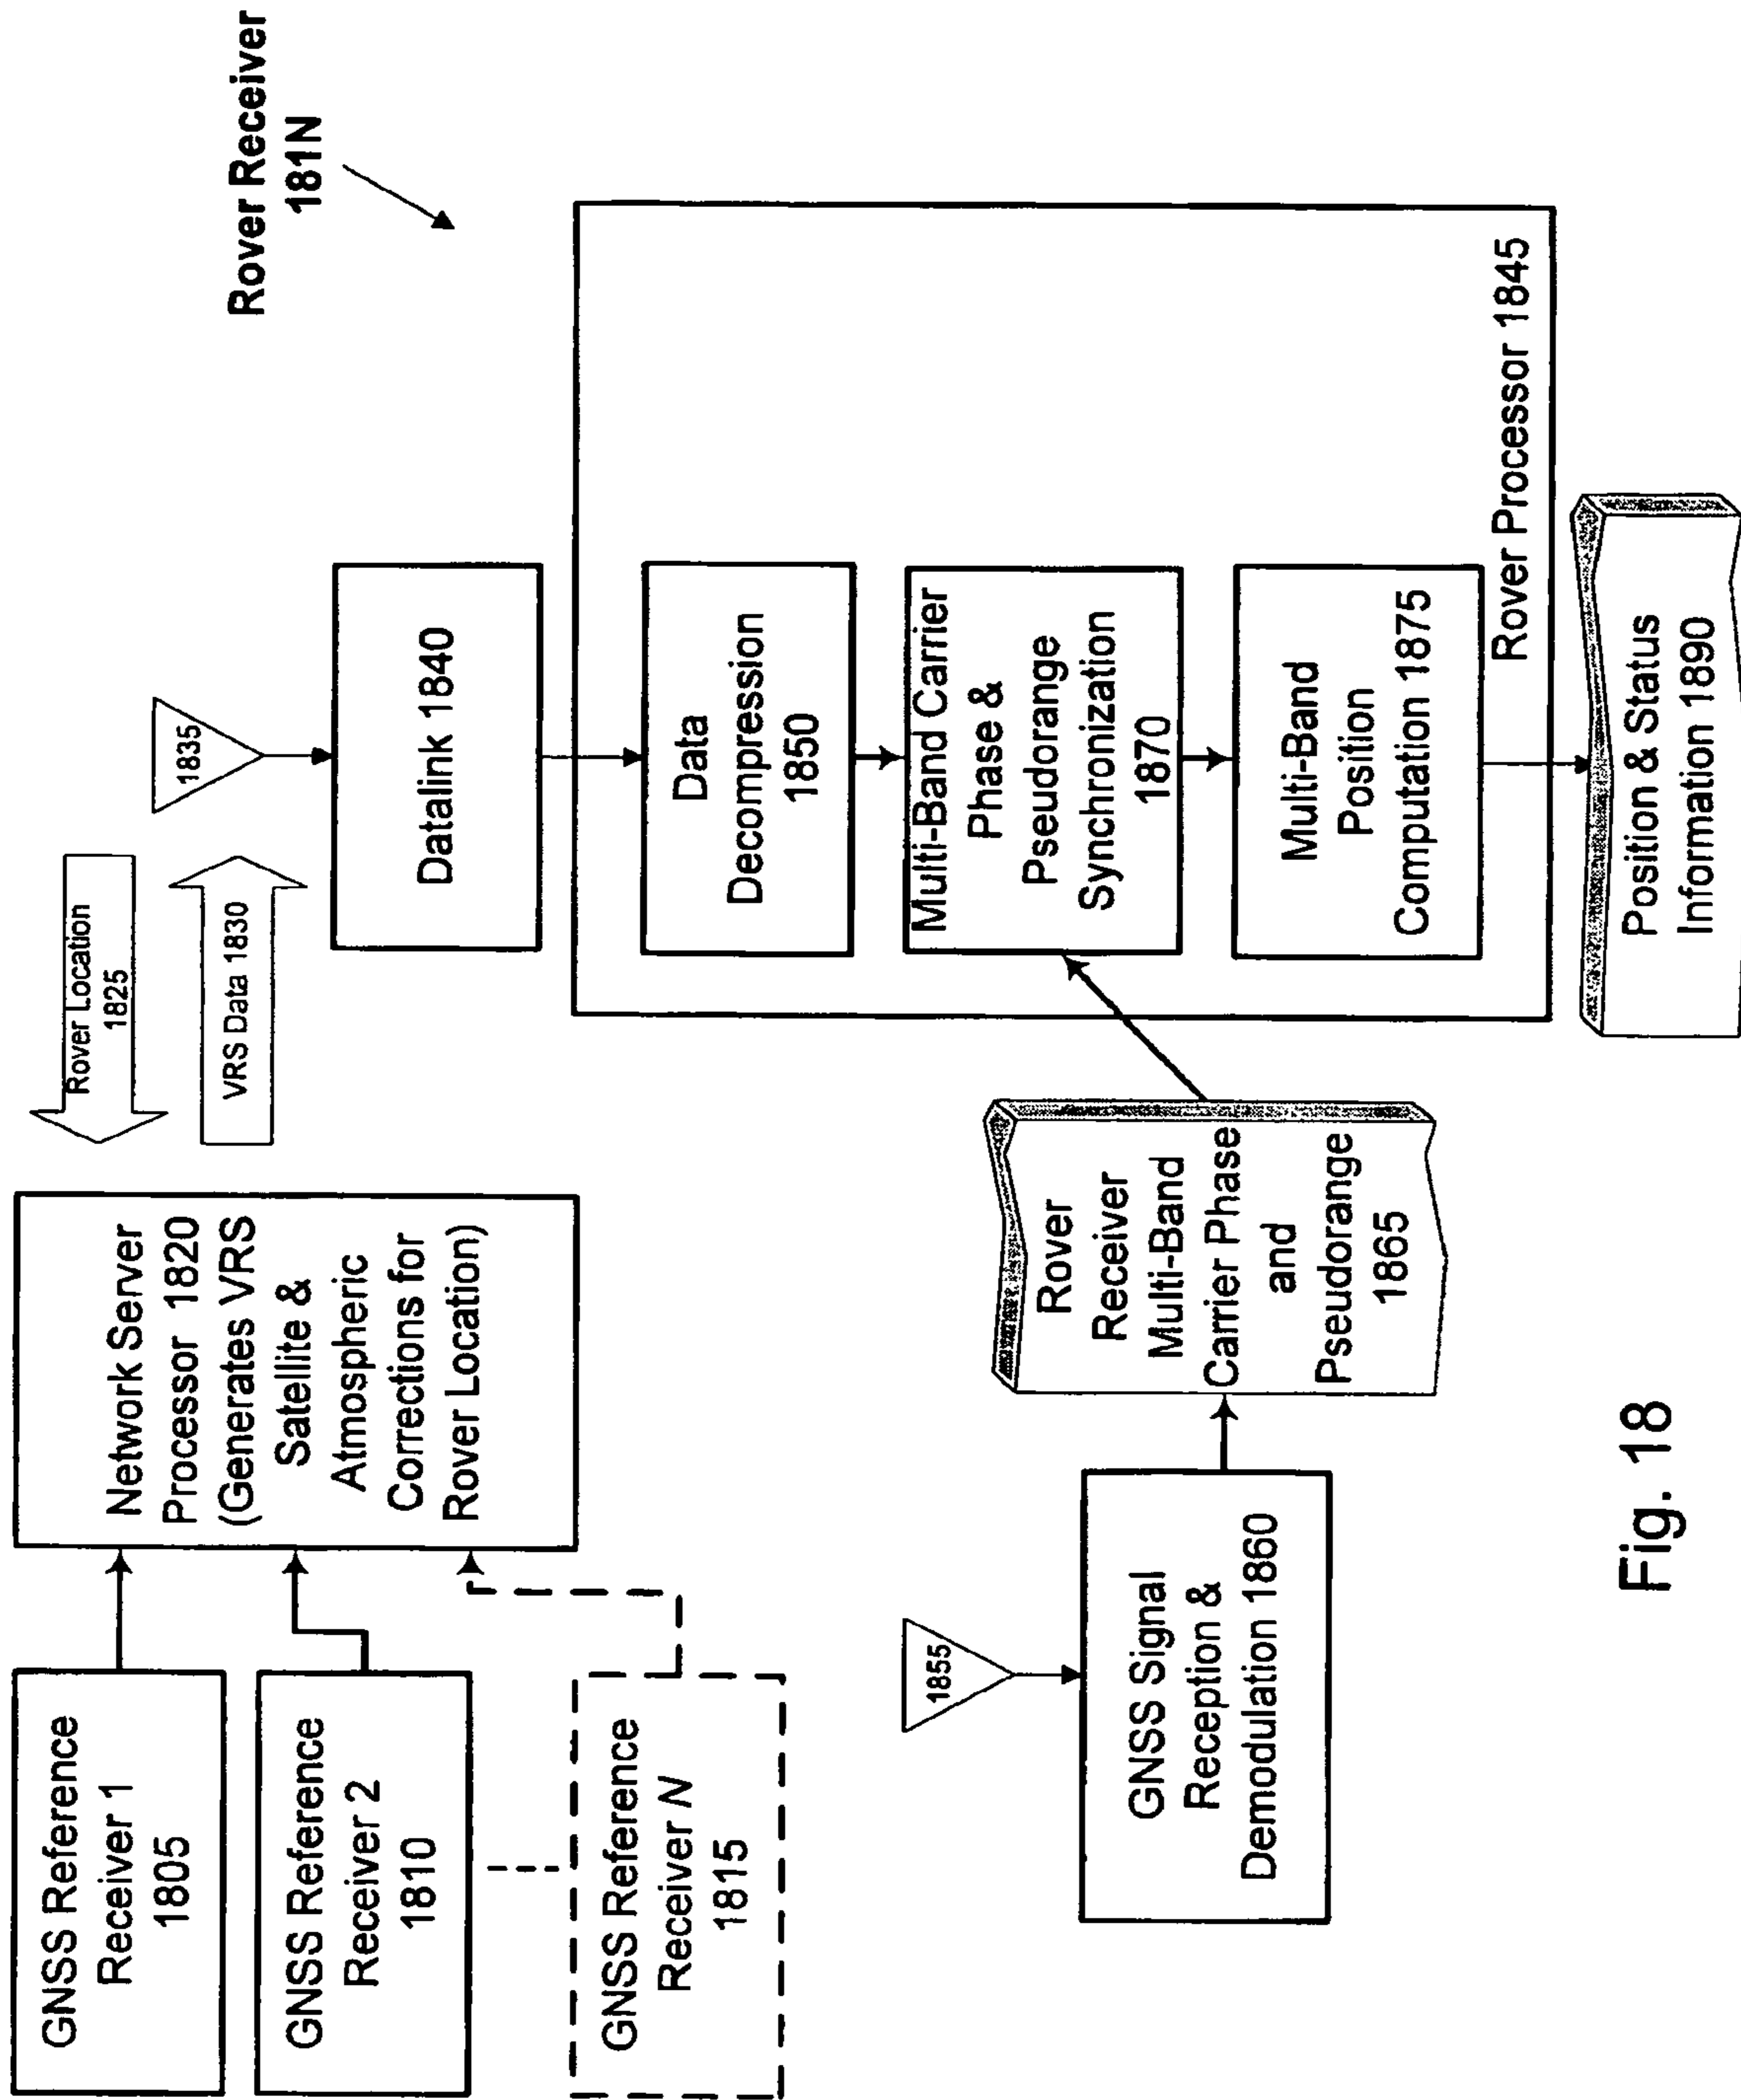 GNSS Reference
Receiver 1
1805
GNSS Reference
Receiver 2
1810
GNSS Reference
Receiver N
1815
Network Server
Processor 1820
(Generates VRS
Satellite &
Atmospheric
Corrections for
Rover Location)
Rover Location
1825
VRS Data 1830
1835
Rover Receiver
181N
Datalink 1840
Data
Decompression
1850
Multi-Band Carrier
Phase &
Pseudorange
Synchronization
1870
Multi-Band
Position
Computation 1875
Rover Processor 1845
1855
GNSS Signal
Reception &
Demodulation 1860
Rover
Receiver
Multi-Band
Carrier Phase
and
Pseudorange
1865
Position & Status
Information 1890
Fig. 18